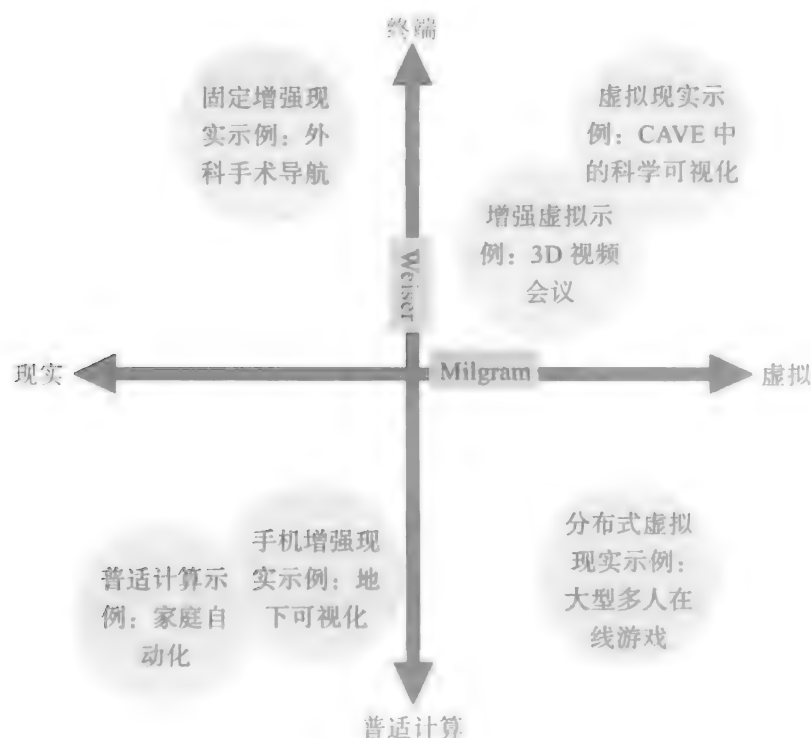 终端
固定增强现
实示例：外
科手术导航
虚拟现实示
例：CAVE 中
的科学可视化
增强虚拟示
例：3D 视频
会议
Weiser
现实
Milgram
虚拟
手机增强现
实示例：地
下可视化
普适计算示
例：家庭自
动化
分布式虚拟
现实示例：
大型多人在
线游戏
普适计算